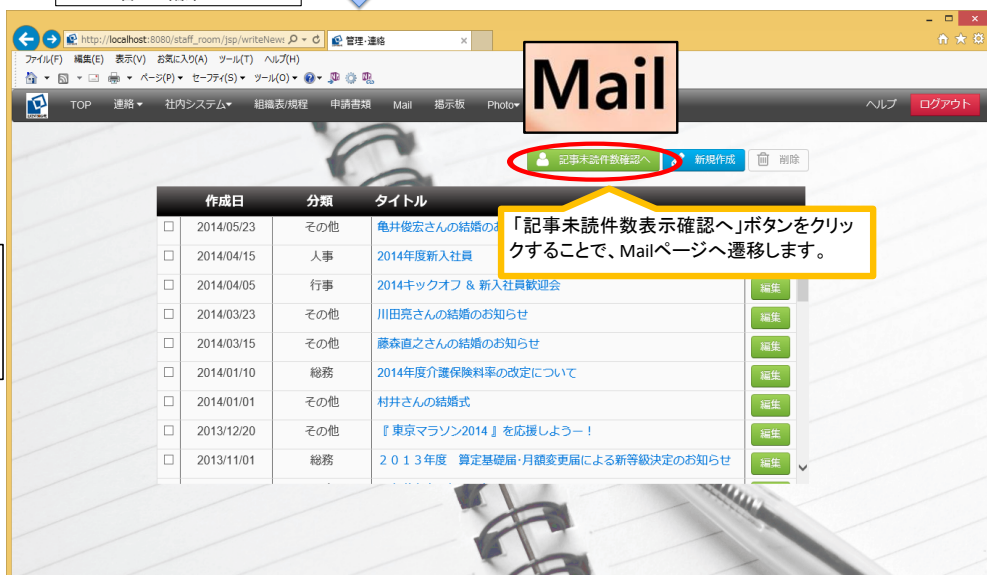 http://localhost:8080/staff_room/jsp/writeNew
管理・連絡
ファイル(F) 編集(E) 表示(V) お気に入り(A) ツール(T) ヘルプ(H)
ページ(P) セーフティ(S) ツール(O)
Mail
TOP 連絡 社内システム 組織表/規程 申請書類 Mail 掲示板 Photo ヘルプ ログアウト
記事未読件数確認へ 新規作成 削除
作成日 分類 タイトル
2014/05/23 その他 亀井俊宏さんの結婚の
「記事未読件数表示確認へ」ボタンをクリッ
クすることで、Mailページへ遷移します。
2014/04/15 人事 2014年度新入社員
2014/04/05 行事 2014キックオフ & 新入社員歓迎会 編集
2014/03/23 その他 川田亮さんの結婚のお知らせ 編集
2014/03/15 その他 藤森直之さんの結婚のお知らせ 編集
2014/01/10 総務 2014年度介護保険料率の改定について 編集
2014/01/01 その他 村井さんの結婚式 編集
2013/12/20 その他 『 東京マラソン2014 』を応援しようー！ 編集
2013/11/01 総務 ２０１３年度 算定基礎届・月額変更届による新等級決定のお知らせ 編集